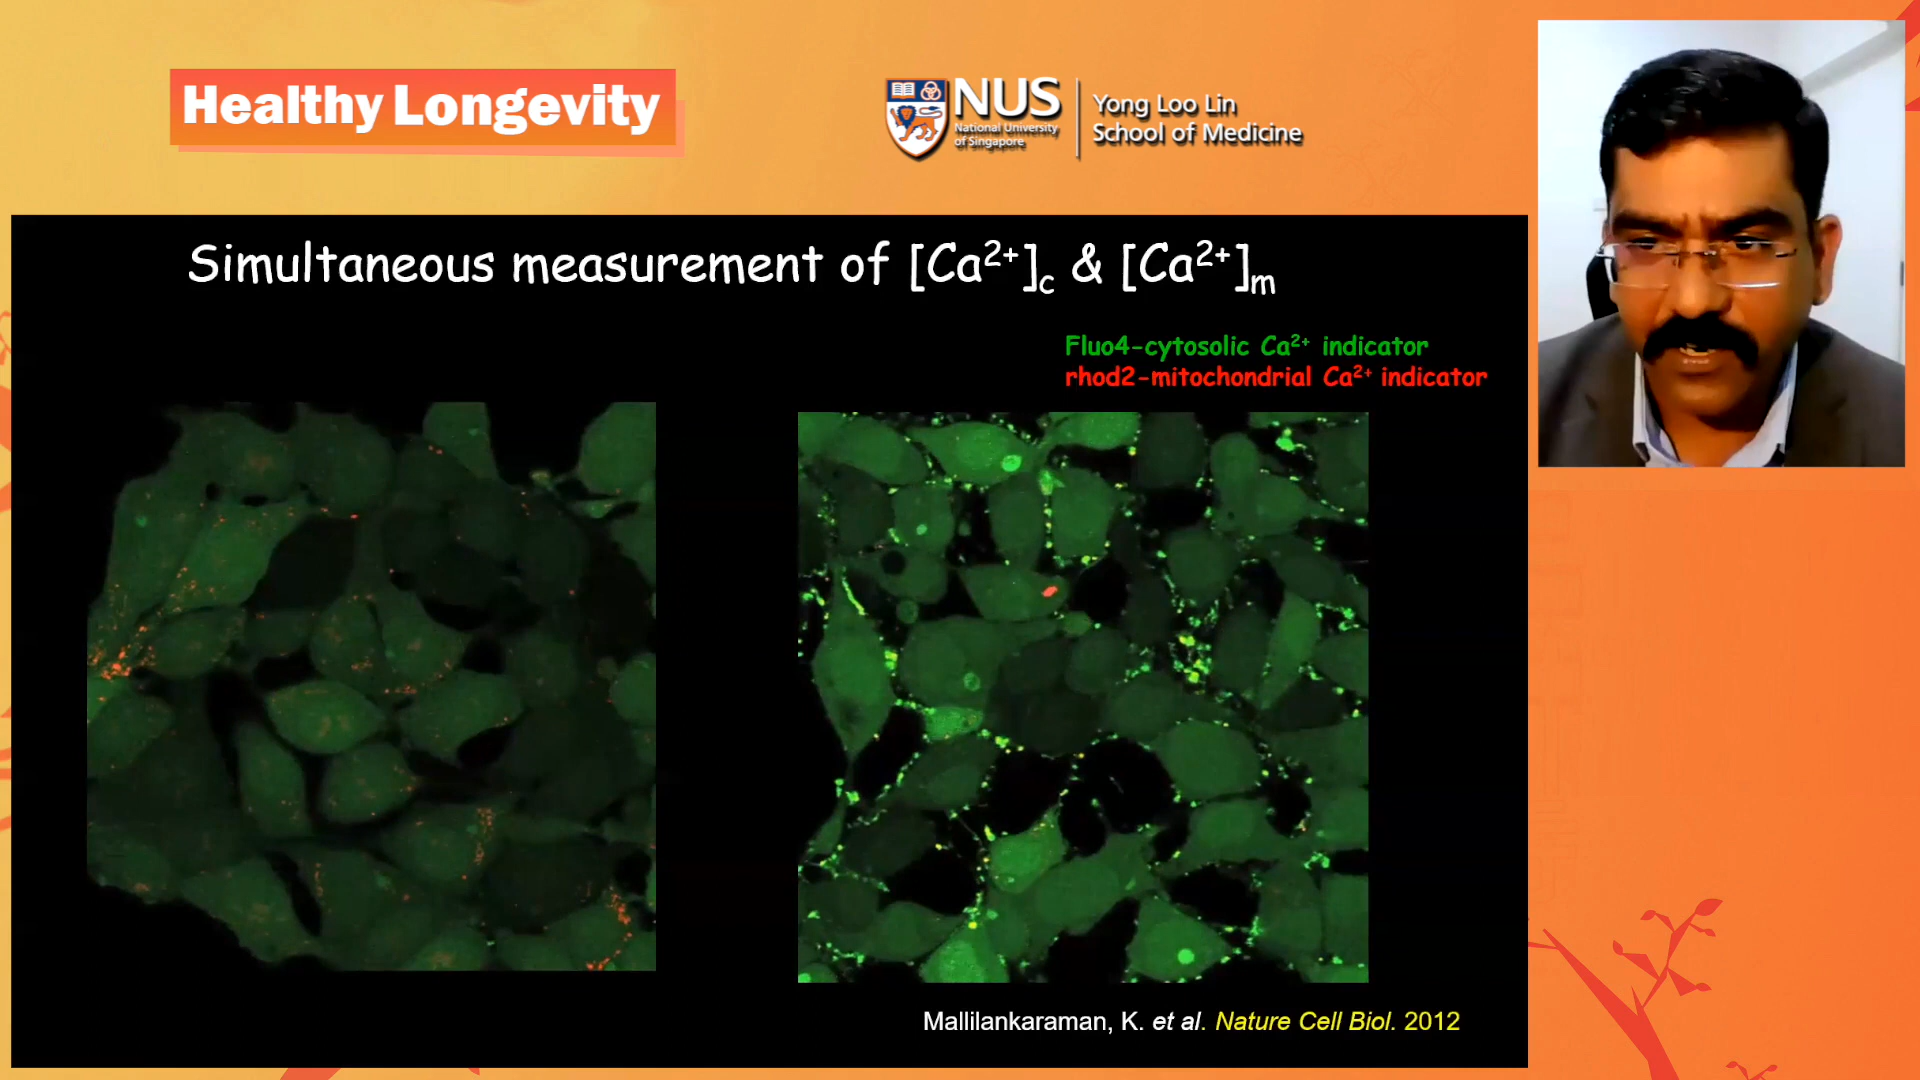 Healthy Longevity
NUS
National University
of Singapore
Yong Loo Lin
School of Medicine
Simultaneous measurement of [Ca²⁺]c & [Ca²⁺]m
Fluo4-cytosolic Ca²⁺ indicator
rhod2-mitochondrial Ca²⁺ indicator
Mallilankaraman, K. et al. Nature Cell Biol. 2012